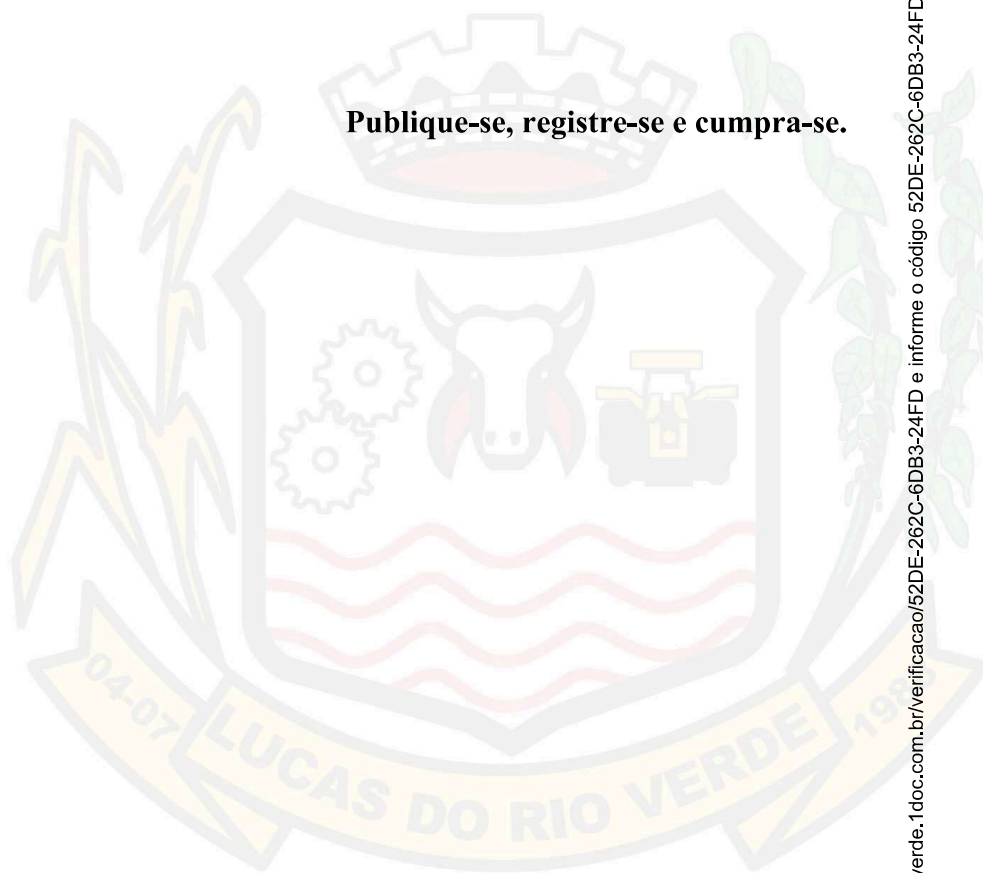 Publique-se, registre-se e cumpra-se.
04-07
LUCAS DO RIO VERDE
verde.1doc.com.br/verificacao/52DE-262C-6DB3-24FD e informe o código 52DE-262C-6DB3-24FD